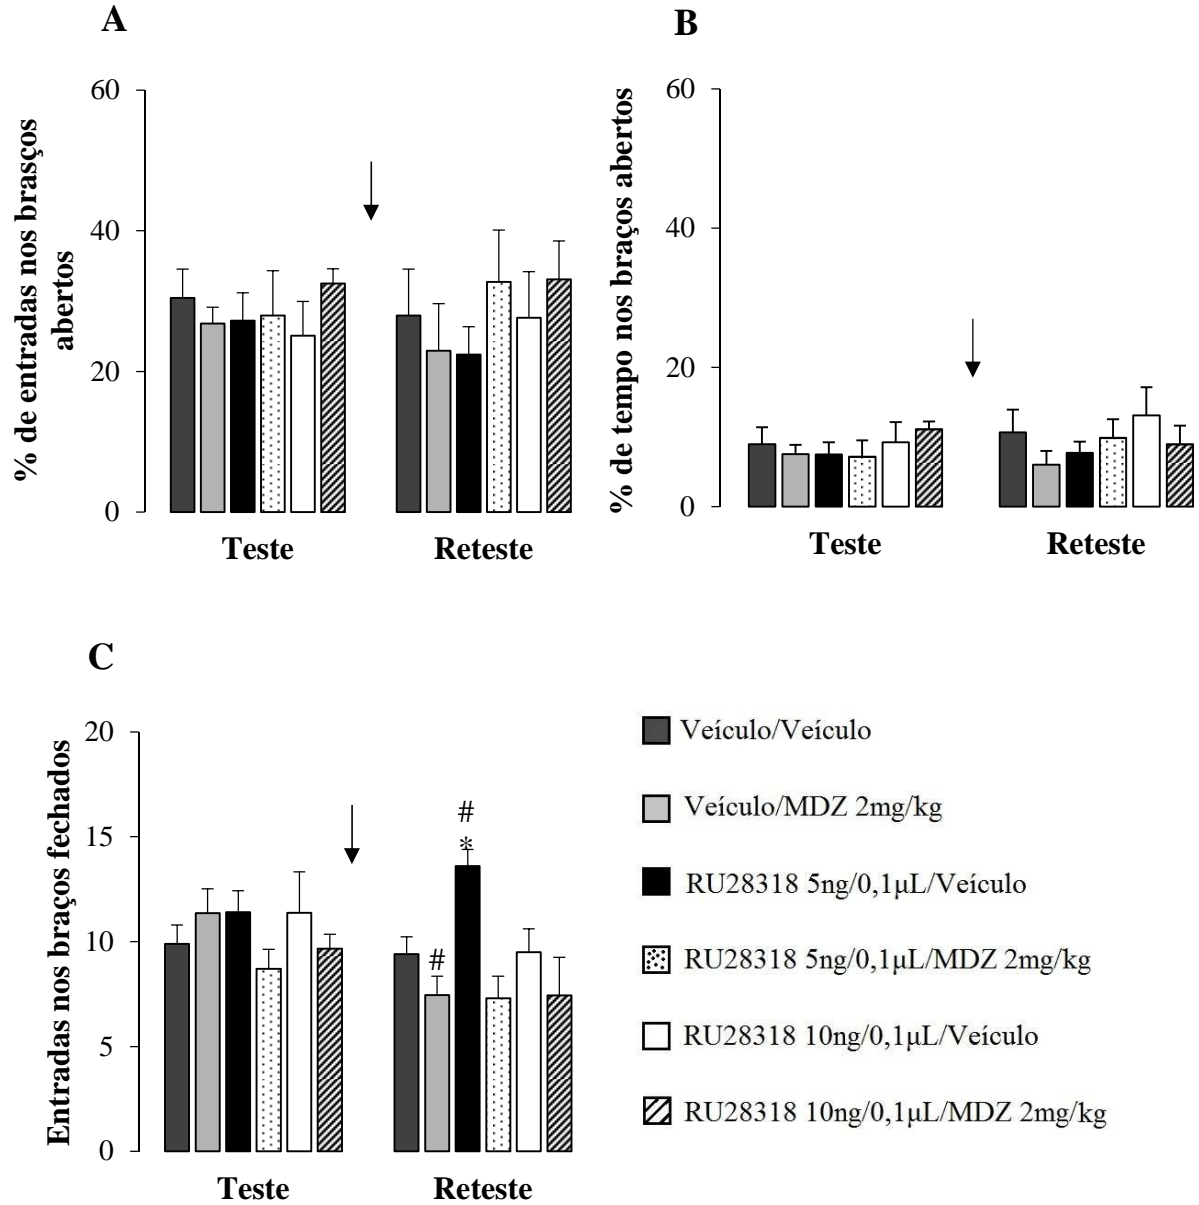 A
% de entradas nos brasços
abertos
60
40
20
0
Teste
Reteste
B
% de tempo nos braços abertos
60
40
20
0
Teste
Reteste
C
Entradas nos braços fechados
20
15
10
5
0
#
#
*
Teste
Reteste
Veículo/Veículo
Veículo/MDZ 2mg/kg
RU28318 5ng/0,1µL/Veículo
RU28318 5ng/0,1µL/MDZ 2mg/kg
RU28318 10ng/0,1µL/Veículo
RU28318 10ng/0,1µL/MDZ 2mg/kg